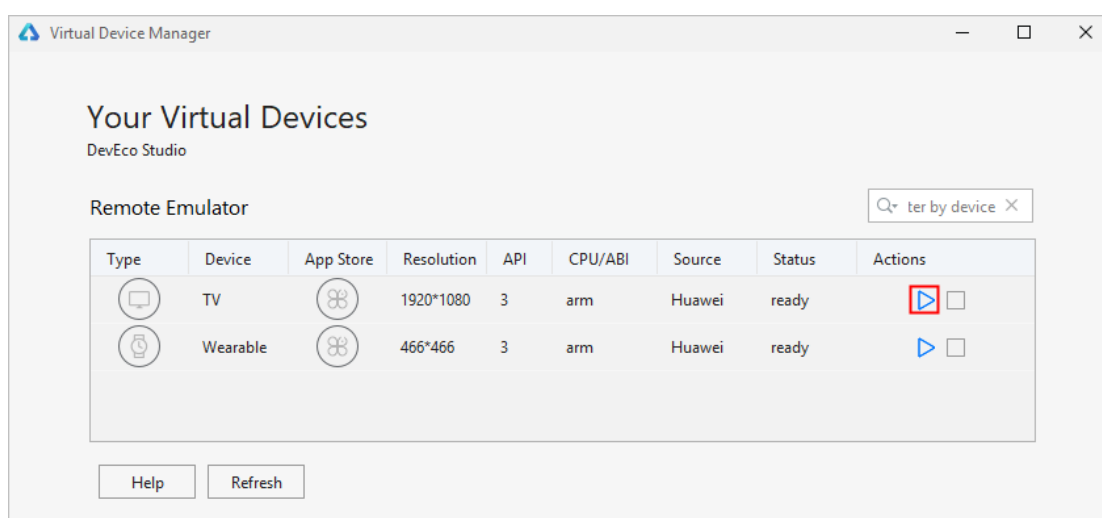 Virtual Device Manager
Your Virtual Devices
DevEco Studio
Remote Emulator
ter by device
Type Device App Store Resolution API CPU/ABI Source Status Actions
TV 1920*1080 3 arm Huawei ready
Wearable 466*466 3 arm Huawei ready
Help Refresh